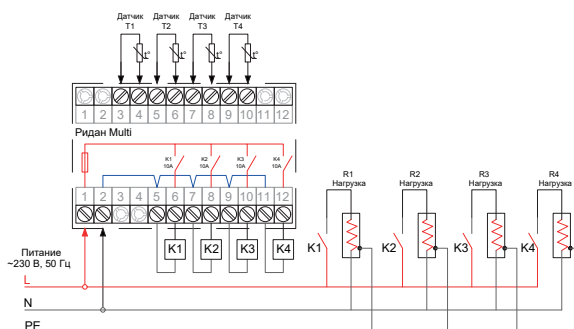 Датчик Датчик Датчик Датчик
T1 T2 T3 T4
t° t° t° t°
1 2 3 4 5 6 7 8 9 10 11 12
Ридан Multi
K1 K2 K3 K4
10A 10A 10A 10A
1 2 3 4 5 6 7 8 9 10 11 12
R1 R2 R3 R4
Нагрузка Нагрузка Нагрузка Нагрузка
K1 K2 K3 K4
K1 K2 K3 K4
Питание
~230 В, 50 Гц
L
N
PE